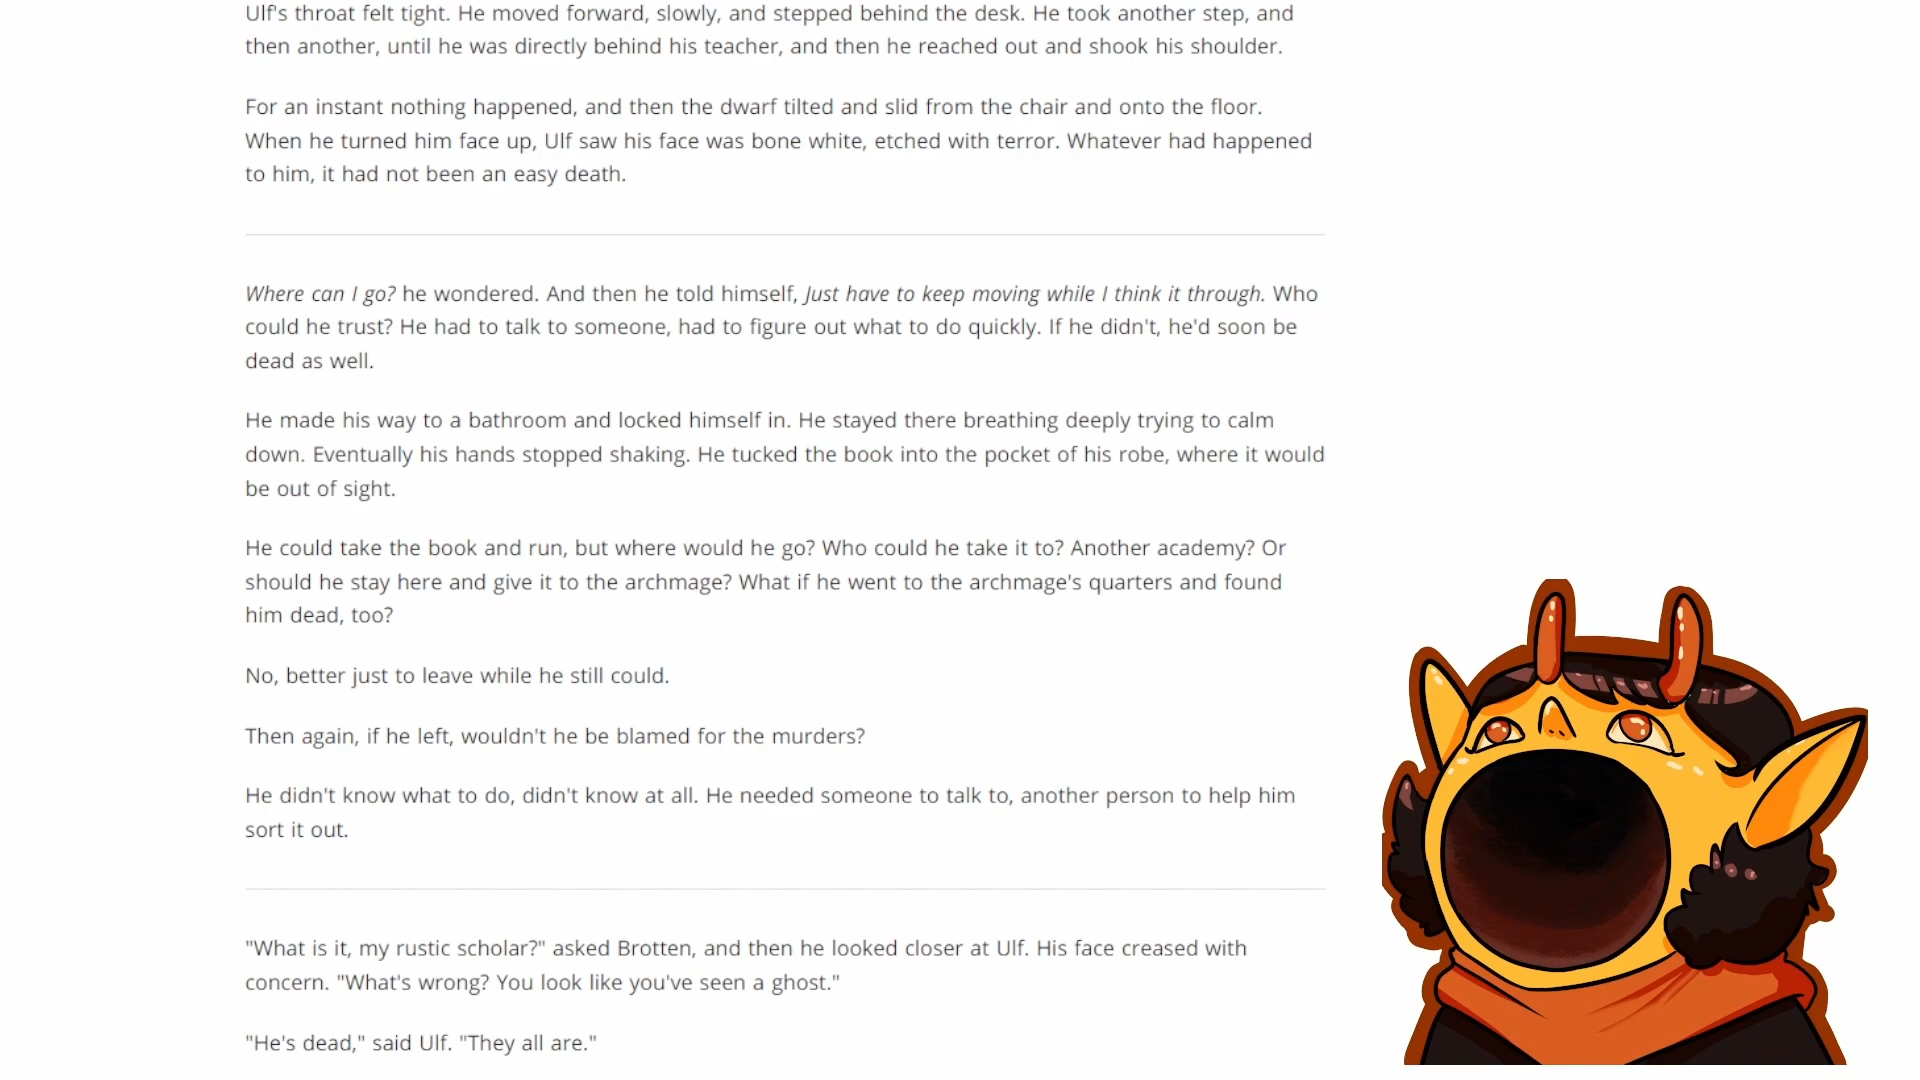 Ulf's throat felt tight. He moved forward, slowly, and stepped behind the desk. He took another step, and
then another, until he was directly behind his teacher, and then he reached out and shook his shoulder.
For an instant nothing happened, and then the dwarf tilted and slid from the chair and onto the floor.
When he turned him face up, Ulf saw his face was bone white, etched with terror. Whatever had happened
to him, it had not been an easy death.
Where can I go? he wondered. And then he told himself, Just have to keep moving while I think it through. Who
could he trust? He had to talk to someone, had to figure out what to do quickly. If he didn't, he'd soon be
dead as well.
He made his way to a bathroom and locked himself in. He stayed there breathing deeply trying to calm
down. Eventually his hands stopped shaking. He tucked the book into the pocket of his robe, where it would
be out of sight.
He could take the book and run, but where would he go? Who could he take it to? Another academy? Or
should he stay here and give it to the archmage? What if he went to the archmage's quarters and found
him dead, too?
No, better just to leave while he still could.
Then again, if he left, wouldn't he be blamed for the murders?
He didn't know what to do, didn't know at all. He needed someone to talk to, another person to help him
sort it out.
"What is it, my rustic scholar?" asked Brotten, and then he looked closer at Ulf. His face creased with
concern. "What's wrong? You look like you've seen a ghost."
"He's dead," said Ulf. "They all are."